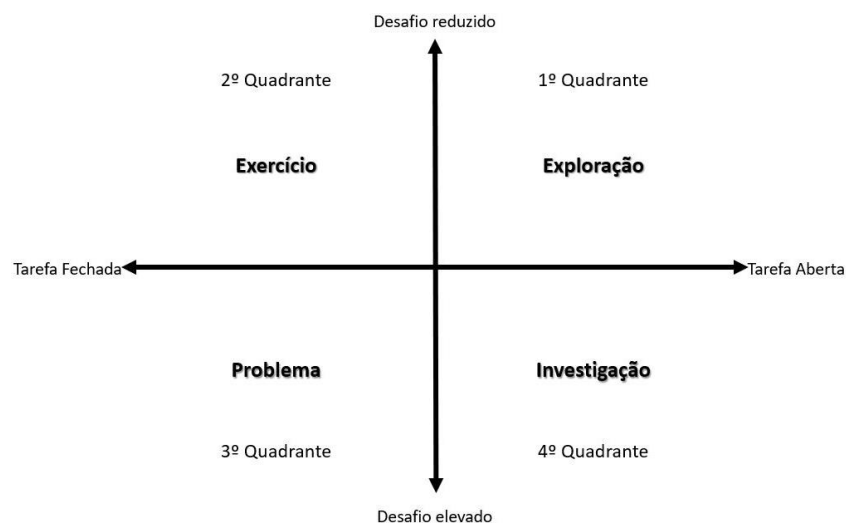 Desafio reduzido
2º Quadrante
1º Quadrante
Exercício
Exploração
Tarefa Fechada
Tarefa Aberta
Problema
Investigação
3º Quadrante
4º Quadrante
Desafio elevado